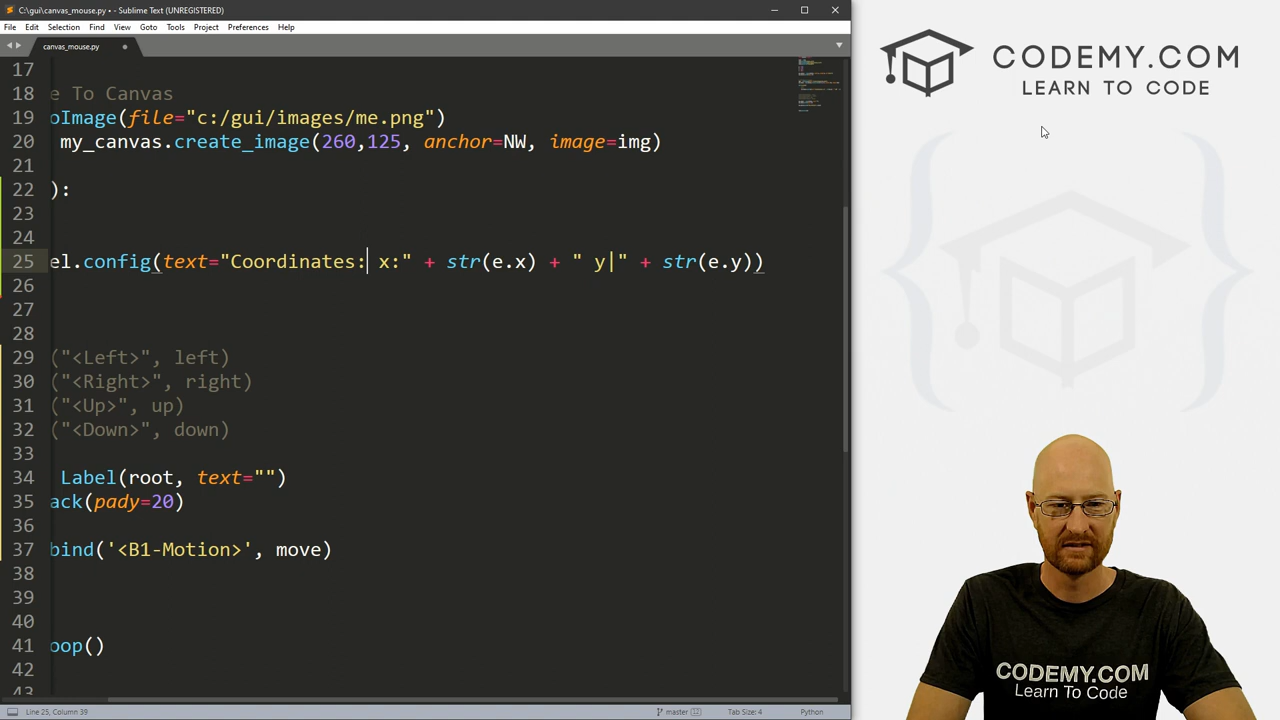 C:\gui\canvas_mouse.py • - Sublime Text (UNREGISTERED)
File Edit Selection Find View Goto Tools Project Preferences Help
canvas_mouse.py
17
18 e To Canvas
19 oImage(file="c:/gui/images/me.png")
20 my_canvas.create_image(260,125, anchor=NW, image=img)
21
22 ):
23
24
25 el.config(text="Coordinates: x:" + str(e.x) + " y|" + str(e.y))
26
27
28
29 ("<Left>", left)
30 ("<Right>", right)
31 ("<Up>", up)
32 ("<Down>", down)
33
34 Label(root, text="")
35 ack(pady=20)
36
37 bind('<B1-Motion>', move)
38
39
40
41 oop()
42
43
Line 25, Column 39
master 12
Tab Size: 4
Python
CODEMY.COM
LEARN TO CODE
CODEMY.COM
Learn To Code